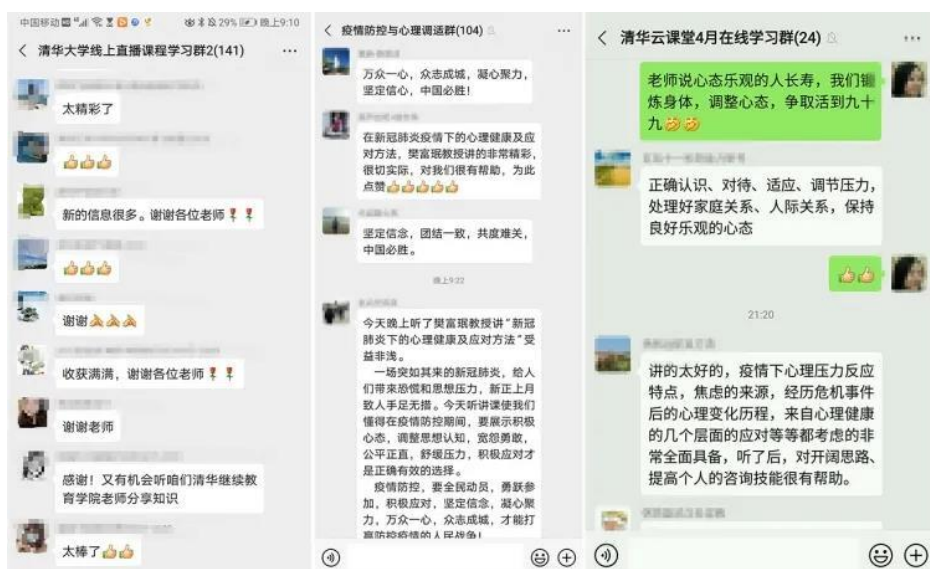 中国移动 29% 晚上9:10
清华大学线上直播课程学习群2(141)
太精彩了
新的信息很多。谢谢各位老师
谢谢
收获满满,谢谢各位老师
谢谢老师
感谢!又有机会听咱们清华继续教
育学院老师分享知识
太棒了
疫情防控与心理调适群(104)
万众一心,众志成城,凝心聚力,
坚定信心,中国必胜!
在新冠肺炎疫情下的心理健康及应
对方法,樊富珉教授讲的非常精彩,
很切实际,对我们很有帮助,为此
点赞
坚定信念,团结一致,共度难关,
中国必胜。
晚上9:22
今天晚上听了樊富珉教授讲“新冠
肺炎下的心理健康及应对方法”受
益非浅。
一场突如其来的新冠肺炎,给人
们带来恐慌和思想压力,新正上月
致人手足无措。今天听讲课使我们
懂得在疫情防控期间,要展示积极
心态,调整思想认知,宽恕勇敢,
公平正直,舒缓压力,积极应对才
是正确有效的选择。
疫情防控,要全民动员,勇跃参
加,积极应对,坚定信念,凝心聚
力,万众一心,众志成城,才能打
赢防控疫情的人民战争!
清华云课堂4月在线学习群(24)
老师说心态乐观的人长寿,我们锻
炼身体,调整心态,争取活到九十
九
正确认识、对待、适应、调节压力,
处理好家庭关系、人际关系,保持
良好乐观的心态
21:20
讲的太好的,疫情下心理压力反应
特点,焦虑的来源,经历危机事件
后的心理变化历程,来自心理健康
的几个层面的应对等等都考虑的非
常全面具备,听了后,对开阔思路、
提高个人的咨询技能很有帮助。